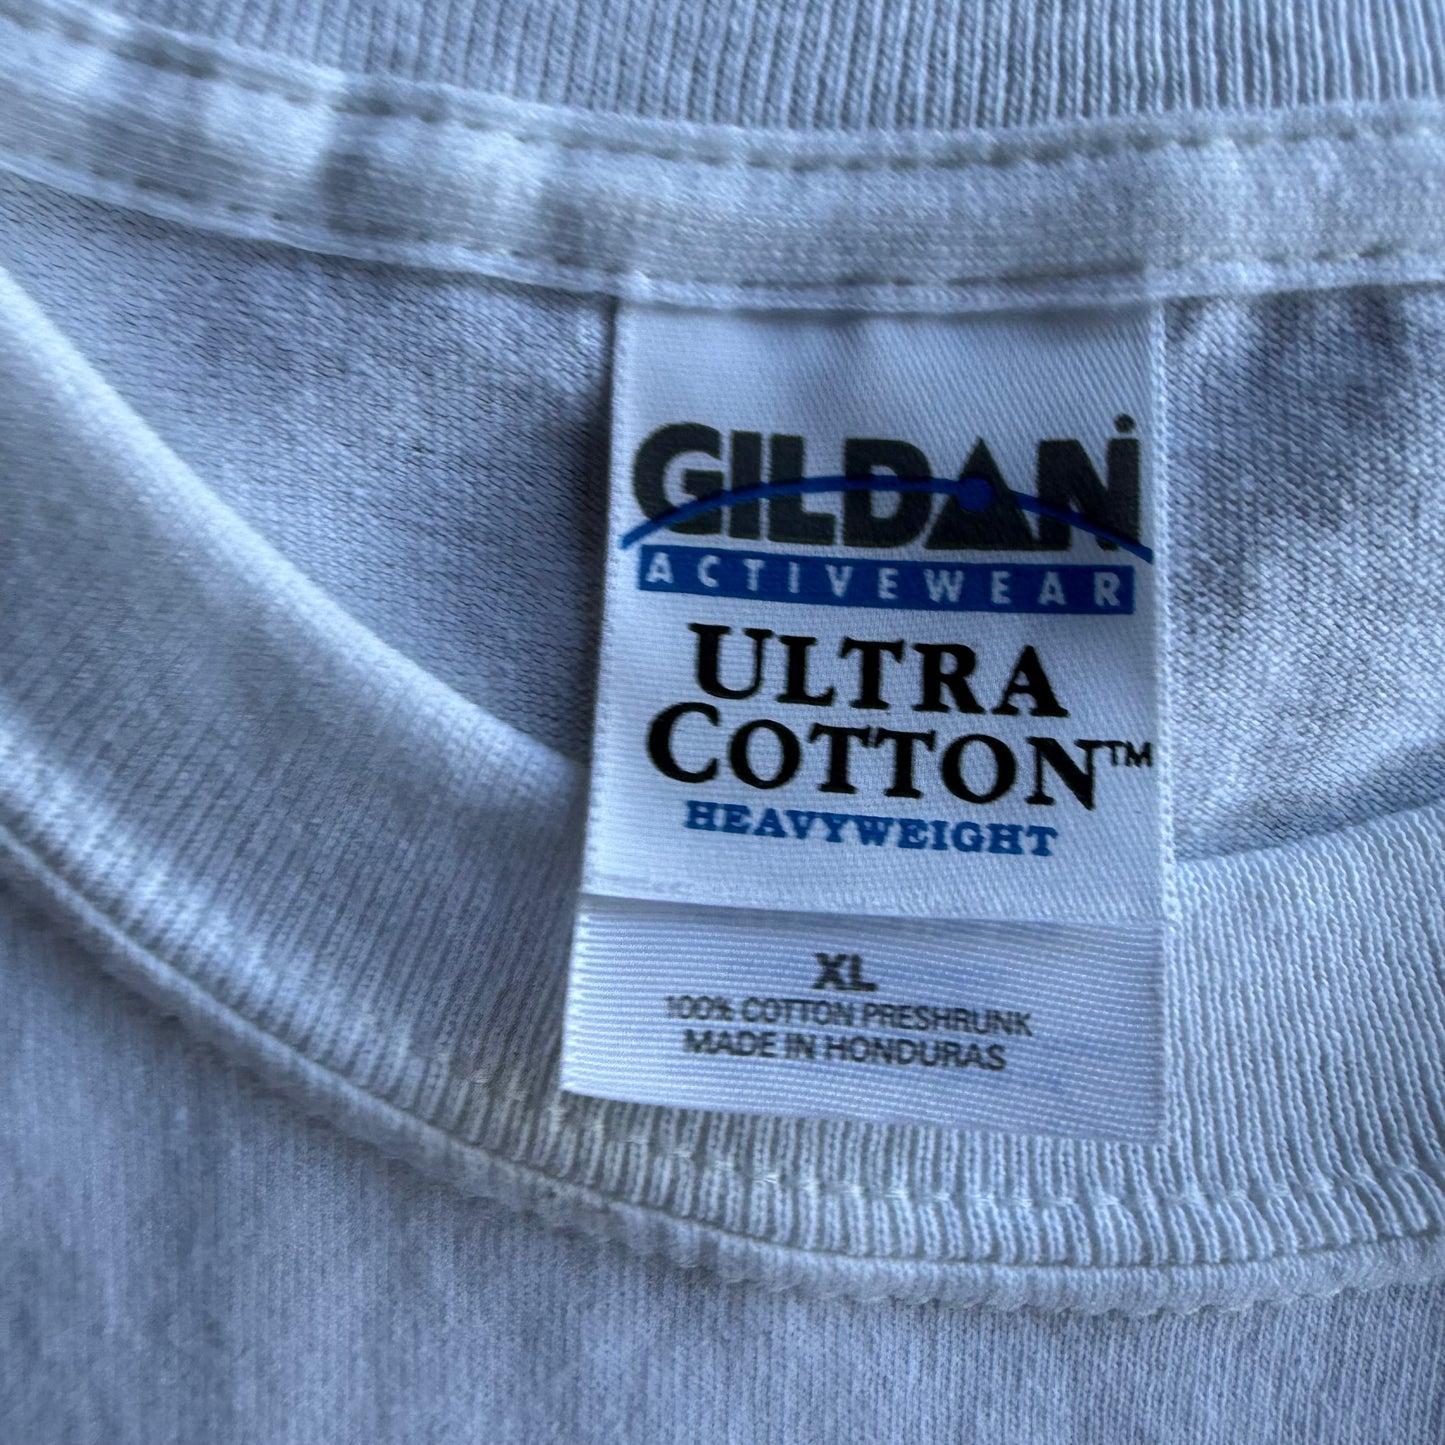 GILDAN
ACTIVEWEAR
ULTRA
COTTON™
HEAVYWEIGHT
XL
100% COTTON PRESHRUNK
MADE IN HONDURAS